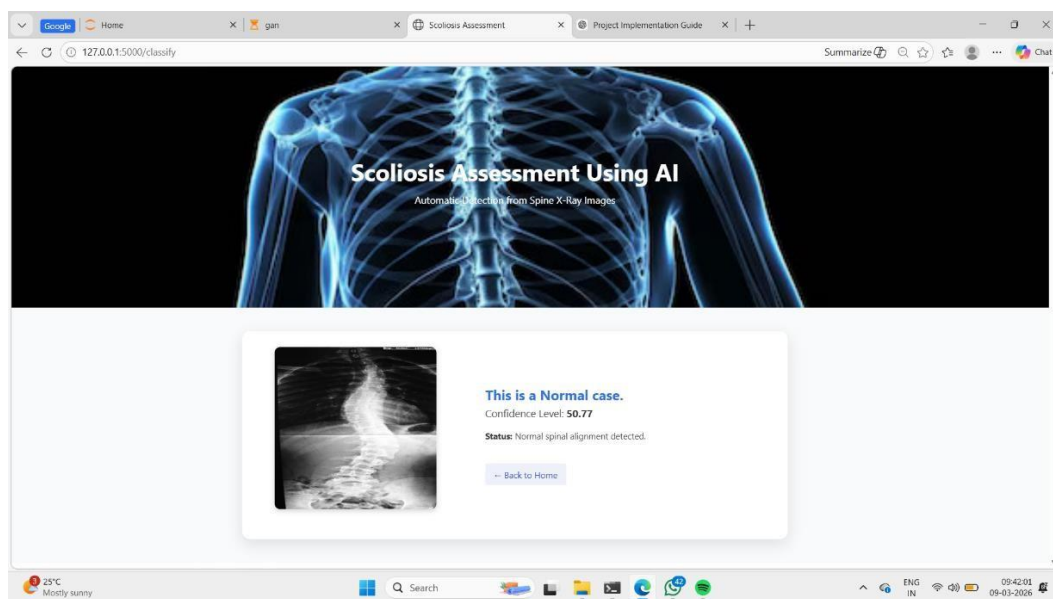 Google
Home
gan
Scoliosis Assessment
Project Implementation Guide
127.0.0.1:5000/classify
Summarize
Chat
Scoliosis Assessment Using AI
Automatic Detection from Spine X-Ray Images
This is a Normal case.
Confidence Level: 50.77
Status: Normal spinal alignment detected.
← Back to Home
3
25°C
Mostly sunny
Search
42
ENG
IN
09:42:01
09-03-2026